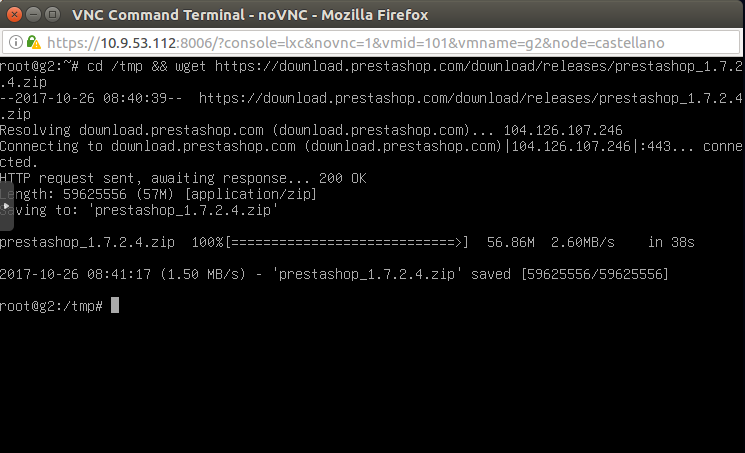 VNC Command Terminal - noVNC - Mozilla Firefox
https://10.9.53.112:8006/?console=lxc&novnc=1&vmid=101&vmname=g2&node=castellano
root@g2:~# cd /tmp && wget https://download.prestashop.com/download/releases/prestashop_1.7.2
.4.zip
--2017-10-26 08:40:39--  https://download.prestashop.com/download/releases/prestashop_1.7.2.4
.zip
Resolving download.prestashop.com (download.prestashop.com)... 104.126.107.246
Connecting to download.prestashop.com (download.prestashop.com)|104.126.107.246|:443... conne
cted.
HTTP request sent, awaiting response... 200 OK
Length: 59625556 (57M) [application/zip]
Saving to: 'prestashop_1.7.2.4.zip'
prestashop_1.7.2.4.zip  100%[============================>]  56.86M  2.60MB/s    in 38s
2017-10-26 08:41:17 (1.50 MB/s) - 'prestashop_1.7.2.4.zip' saved [59625556/59625556]
root@g2:/tmp#